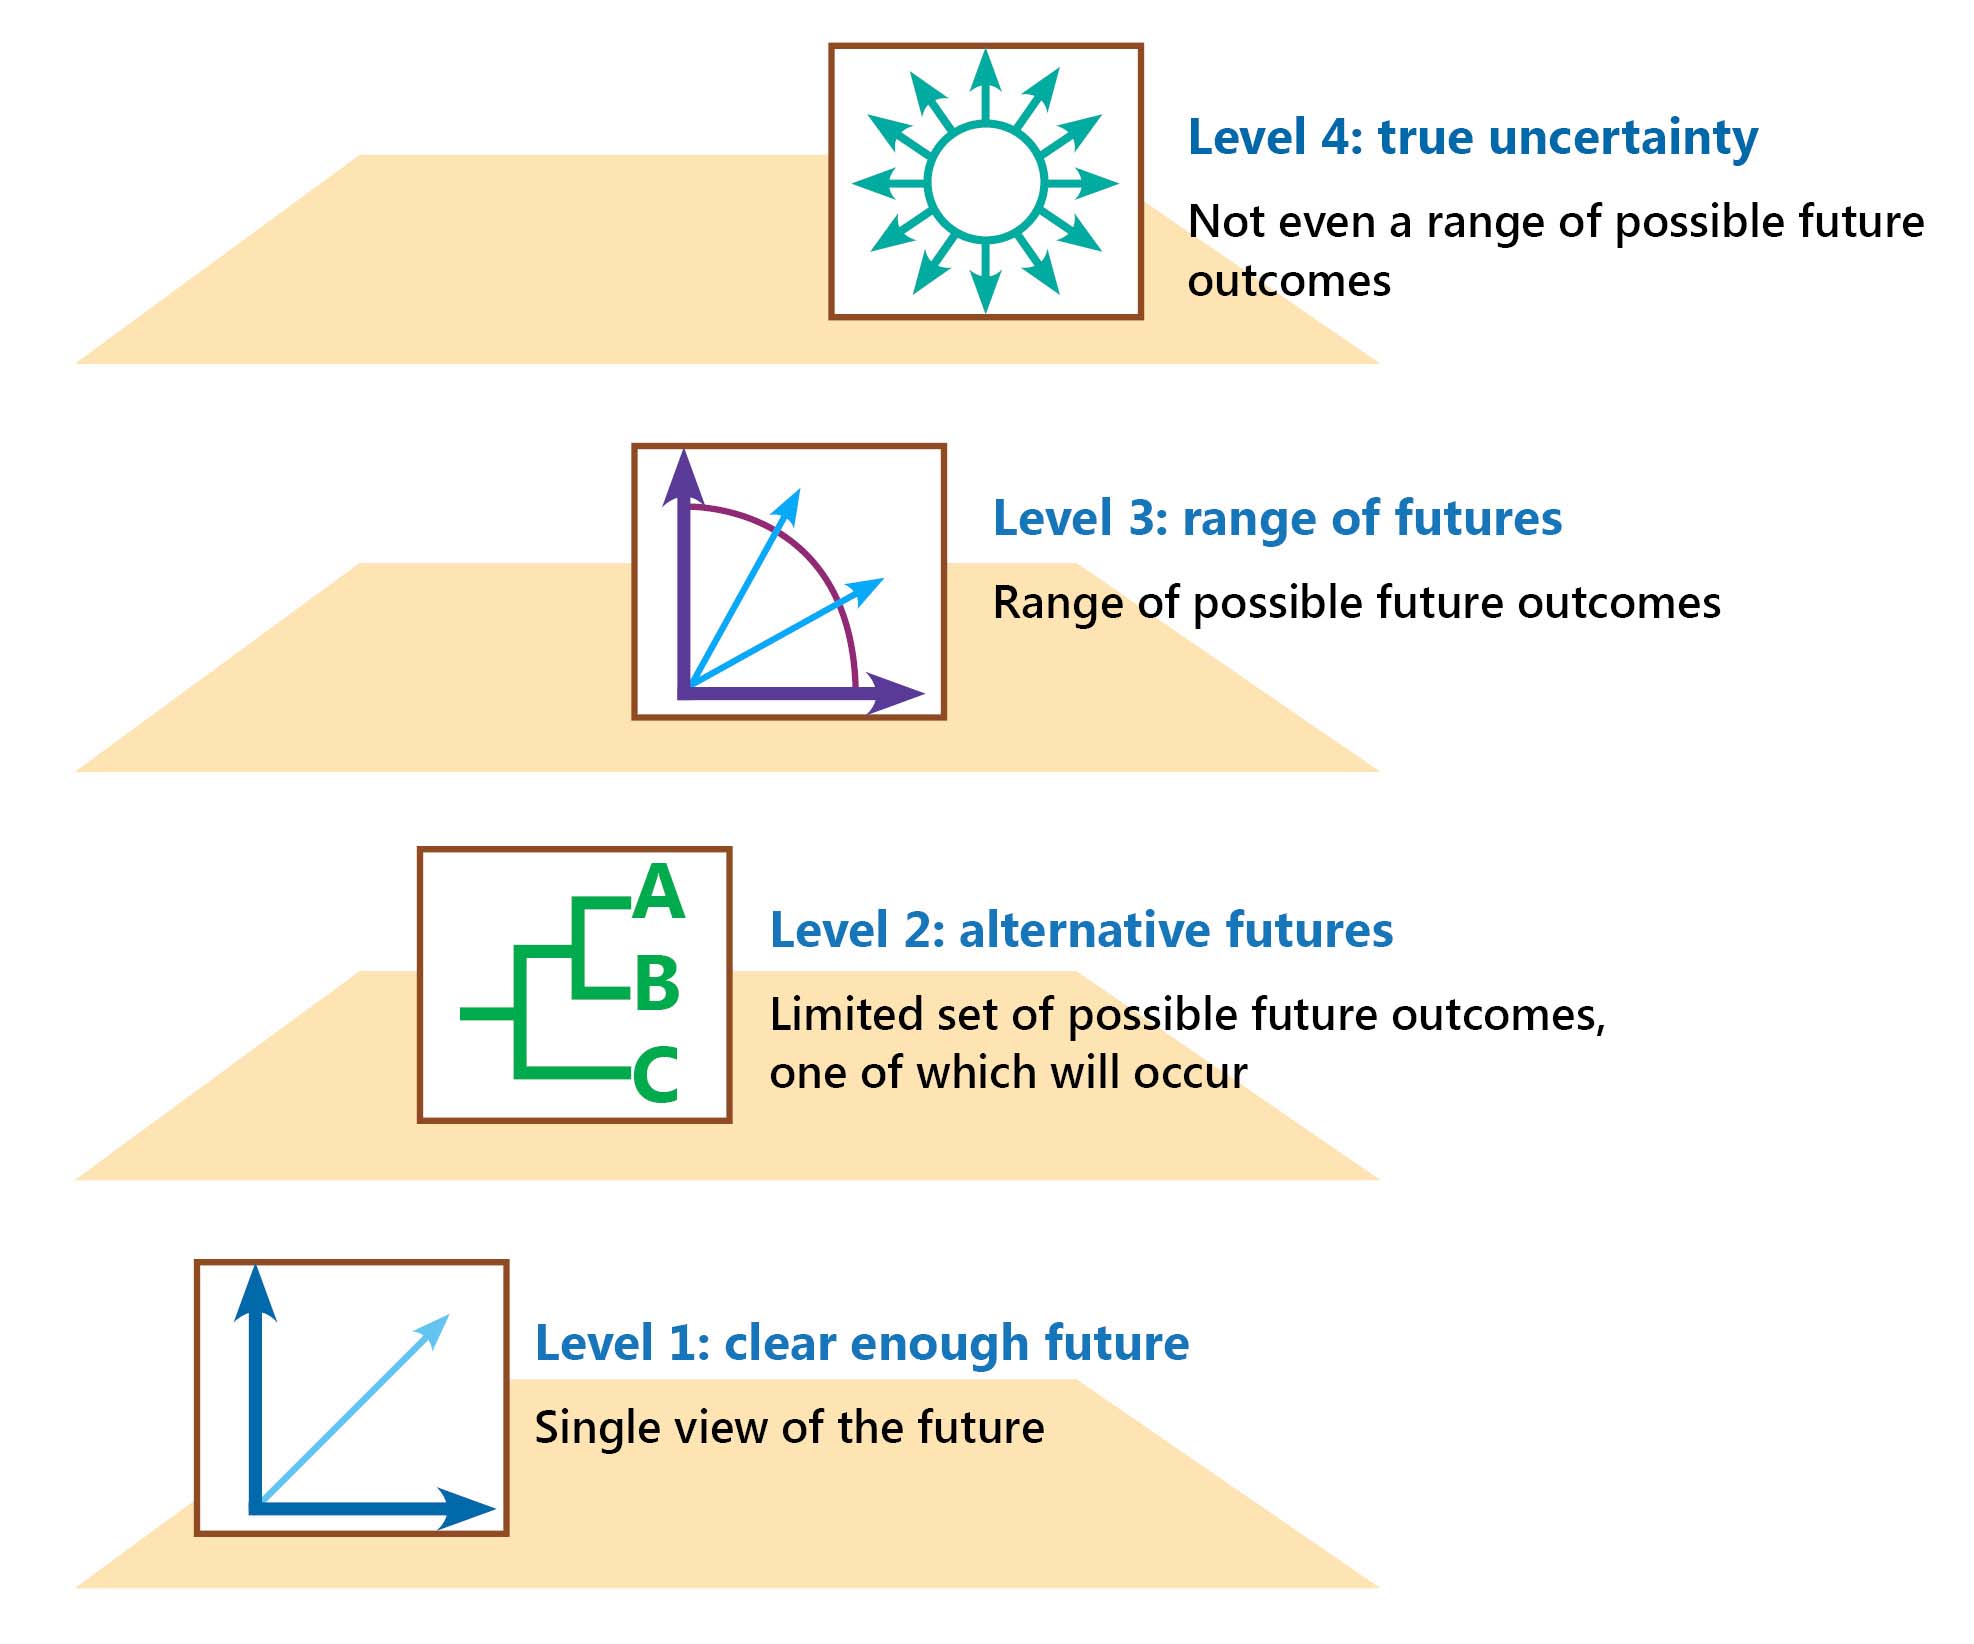 Level 4: true uncertainty
Not even a range of possible future
outcomes
Level 3: range of futures
Range of possible future outcomes
A
B
C
Level 2: alternative futures
Limited set of possible future outcomes,
one of which will occur
Level 1: clear enough future
Single view of the future